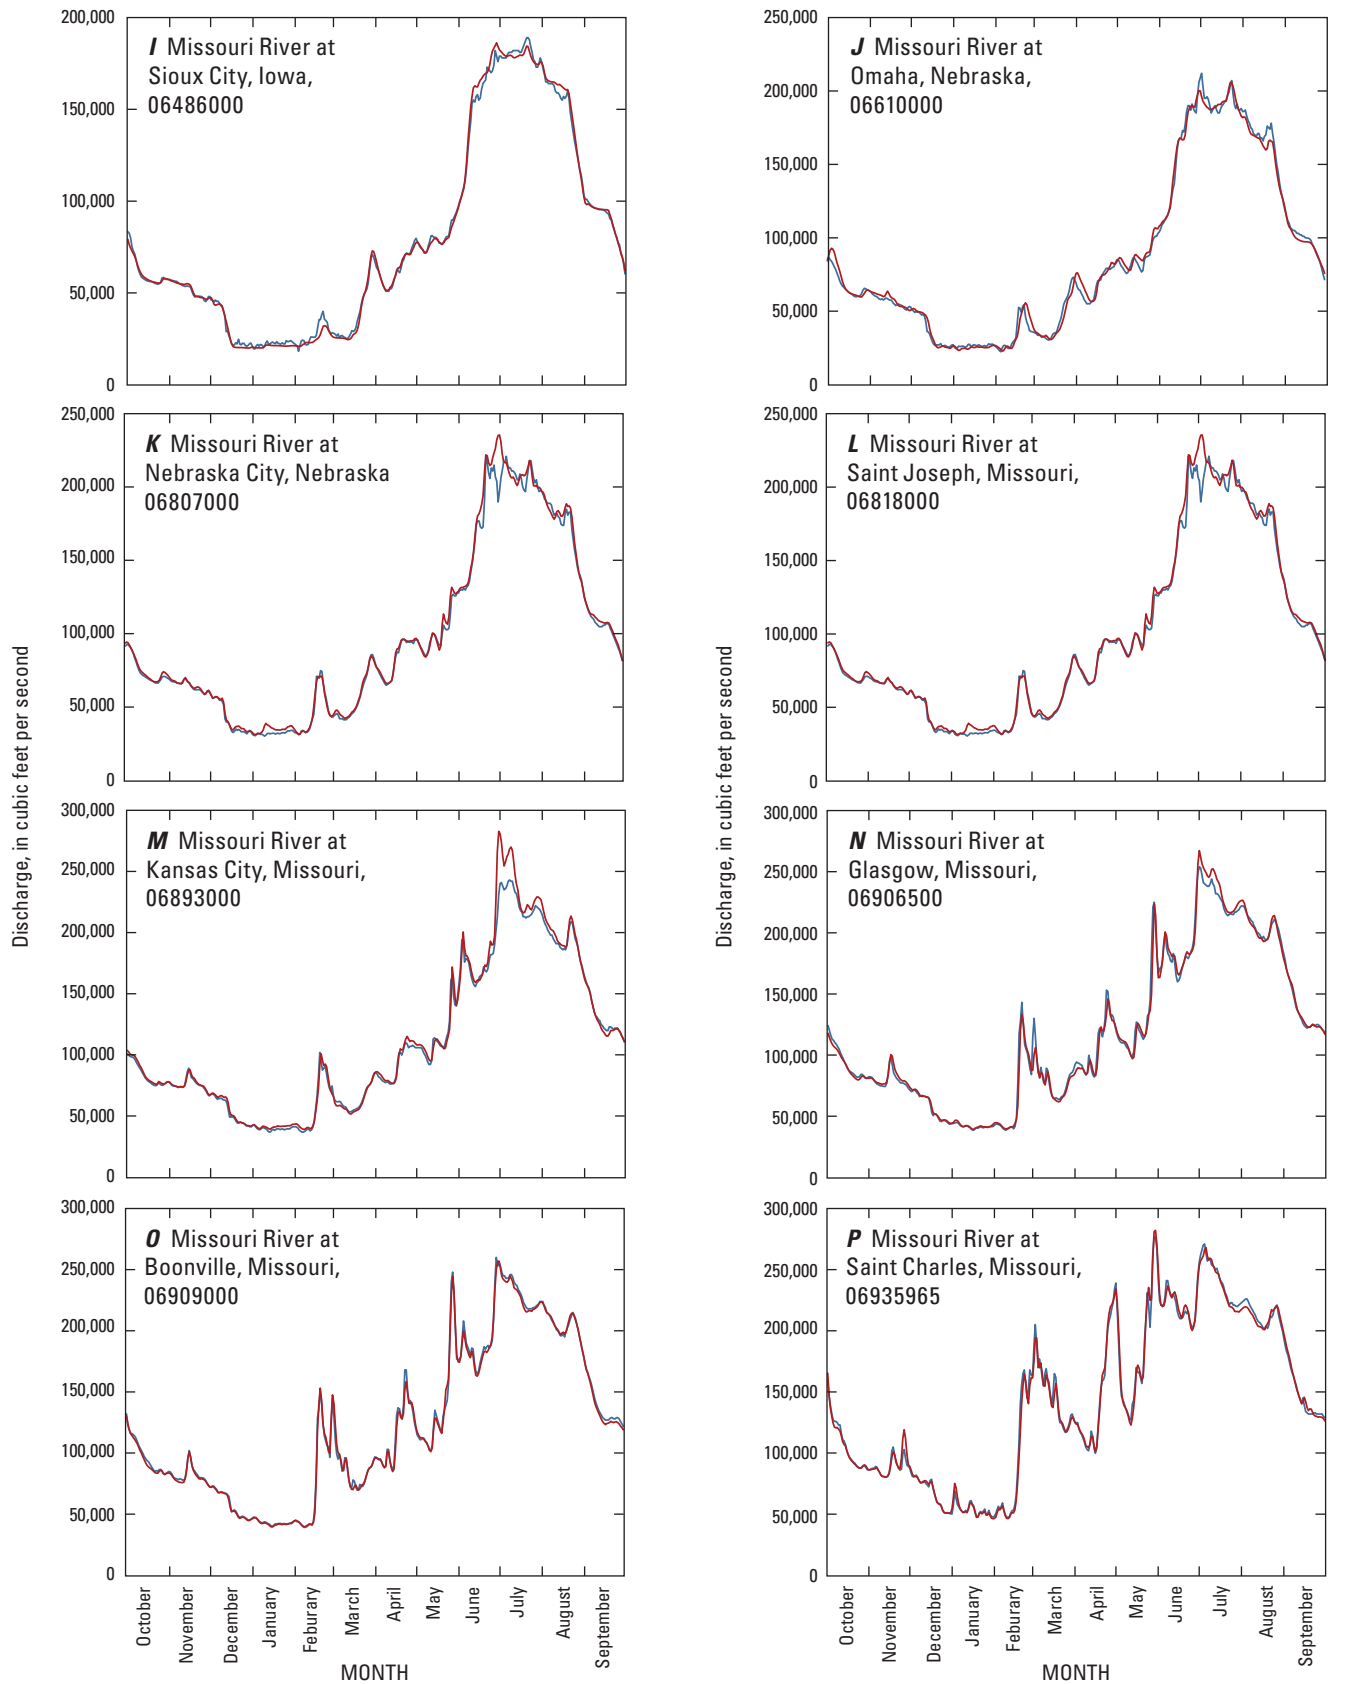 200,000
150,000
100,000
50,000
0
I Missouri River at
Sioux City, Iowa,
06486000
250,000
200,000
150,000
100,000
50,000
0
J Missouri River at
Omaha, Nebraska,
06610000
250,000
200,000
150,000
100,000
50,000
0
K Missouri River at
Nebraska City, Nebraska
06807000
250,000
200,000
150,000
100,000
50,000
0
L Missouri River at
Saint Joseph, Missouri,
06818000
Discharge, in cubic feet per second
Discharge, in cubic feet per second
300,000
250,000
200,000
150,000
100,000
50,000
0
M Missouri River at
Kansas City, Missouri,
06893000
300,000
250,000
200,000
150,000
100,000
50,000
0
N Missouri River at
Glasgow, Missouri,
06906500
300,000
250,000
200,000
150,000
100,000
50,000
0
O Missouri River at
Boonville, Missouri,
06909000
300,000
250,000
200,000
150,000
100,000
50,000
0
P Missouri River at
Saint Charles, Missouri,
06935965
October
November
December
January
Feburary
March
April
May
June
July
August
September
MONTH
October
November
December
January
Feburary
March
April
May
June
July
August
September
MONTH